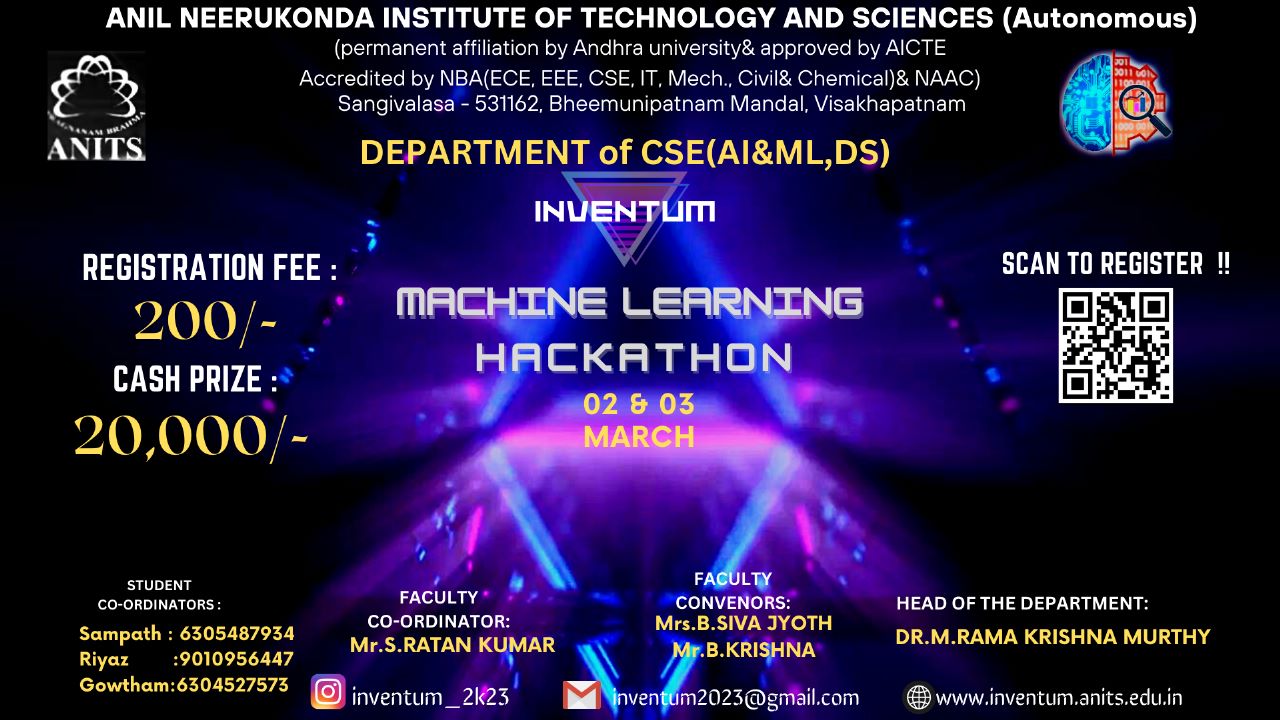 ANIL NEERUKONDA INSTITUTE OF TECHNOLOGY AND SCIENCES (Autonomous)
(permanent affiliation by Andhra university& approved by AICTE
Accredited by NBA(ECE, EEE, CSE, IT, Mech., Civil& Chemical)& NAAC)
Sangivalasa - 531162, Bheemunipatnam Mandal, Visakhapatnam
ANITS
DEPARTMENT of CSE(AI&ML,DS)
INVENTUM
REGISTRATION FEE :
200/-
CASH PRIZE :
20,000/-
MACHINE LEARNING
HACKATHON
02 & 03
MARCH
SCAN TO REGISTER !!
STUDENT
CO-ORDINATORS :
Sampath : 6305487934
Riyaz :9010956447
Gowtham:6304527573
FACULTY
CO-ORDINATOR:
Mr.S.RATAN KUMAR
FACULTY
CONVENORS:
Mrs.B.SIVA JYOTH
Mr.B.KRISHNA
HEAD OF THE DEPARTMENT:
DR.M.RAMA KRISHNA MURTHY
inventum_2k23
inventum2023@gmail.com
www.inventum.anits.edu.in